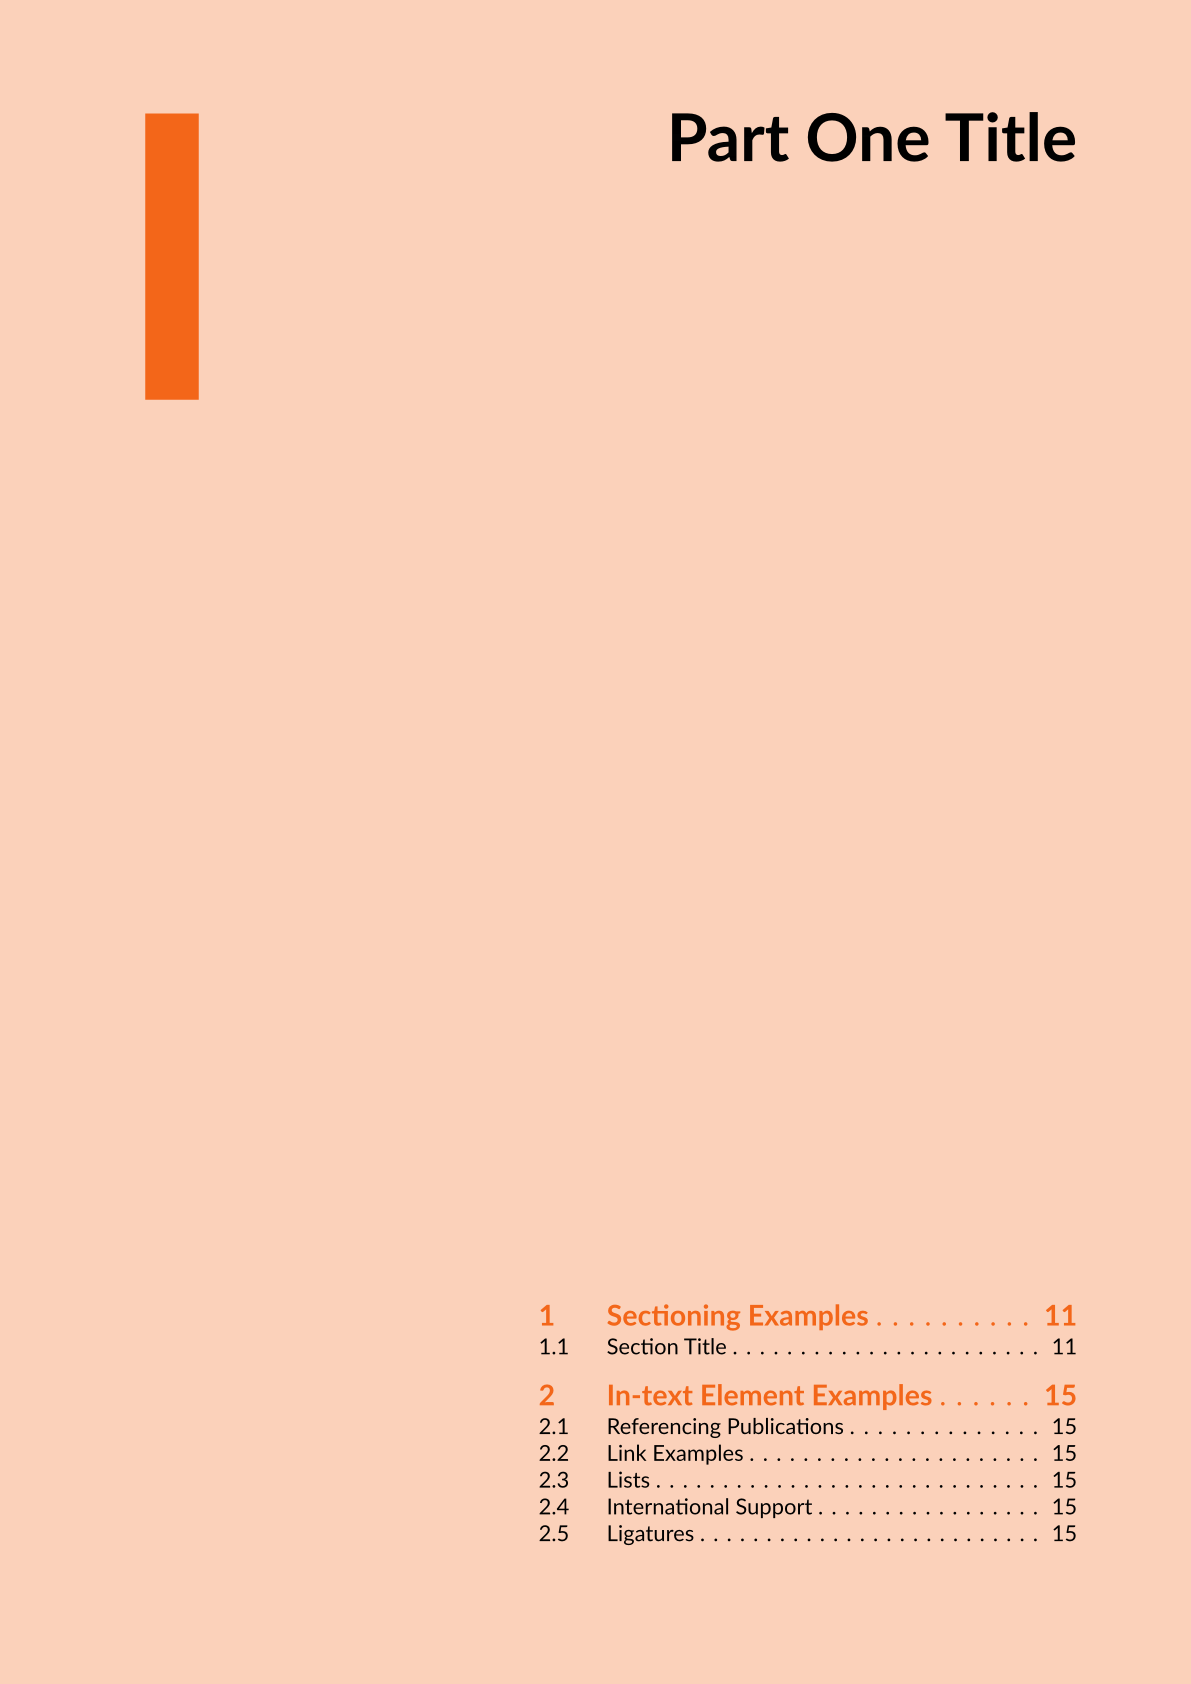 I
Part One Title
1 Sectioning Examples . . . . . . . . . . 11
1.1 Section Title . . . . . . . . . . . . . . . . . . . . . . . 11
2 In-text Element Examples . . . . . . 15
2.1 Referencing Publications . . . . . . . . . . . . . . 15
2.2 Link Examples . . . . . . . . . . . . . . . . . . . . . . 15
2.3 Lists . . . . . . . . . . . . . . . . . . . . . . . . . . . . . 15
2.4 International Support . . . . . . . . . . . . . . . . . 15
2.5 Ligatures . . . . . . . . . . . . . . . . . . . . . . . . . . 15